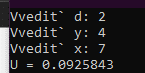 Vvedit` d: 2
Vvedit` y: 4
Vvedit` x: 7
U = 0.0925843